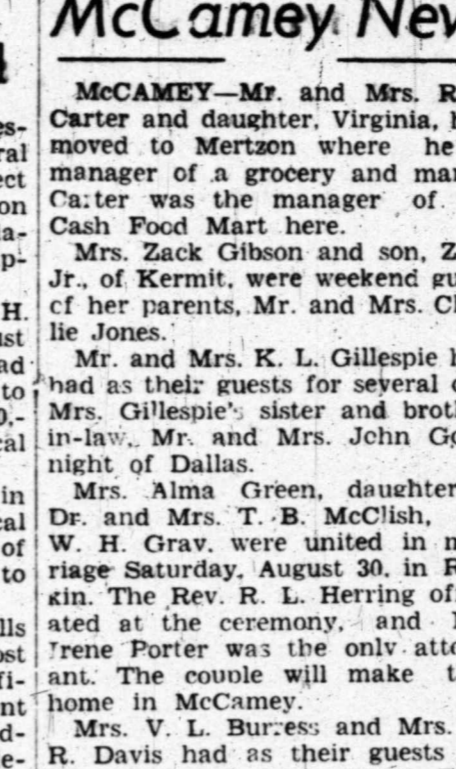 McCamey New
McCAMEY—Mr. and Mrs. R
Carter and daughter, Virginia, h
moved to Mertzon where he
manager of a grocery and mar
Carter was the manager of
Cash Food Mart here.
Mrs. Zack Gibson and son, Z
Jr., of Kermit, were weekend gu
of her parents, Mr. and Mrs. Ch
lie Jones.
Mr. and Mrs. K. L. Gillespie h
had as their guests for several d
Mrs. Gillespie's sister and broth
in-law, Mr. and Mrs. John Go
night of Dallas.
Mrs. Alma Green, daughter
Dr. and Mrs. T. B. McClish,
W. H. Gray, were united in m
riage Saturday, August 30, in R
kin. The Rev. R. L. Herring of
ated at the ceremony, and
Irene Porter was the only atte
ant. The couple will make t
home in McCamey.
Mrs. V. L. Burress and Mrs.
R. Davis had as their guests